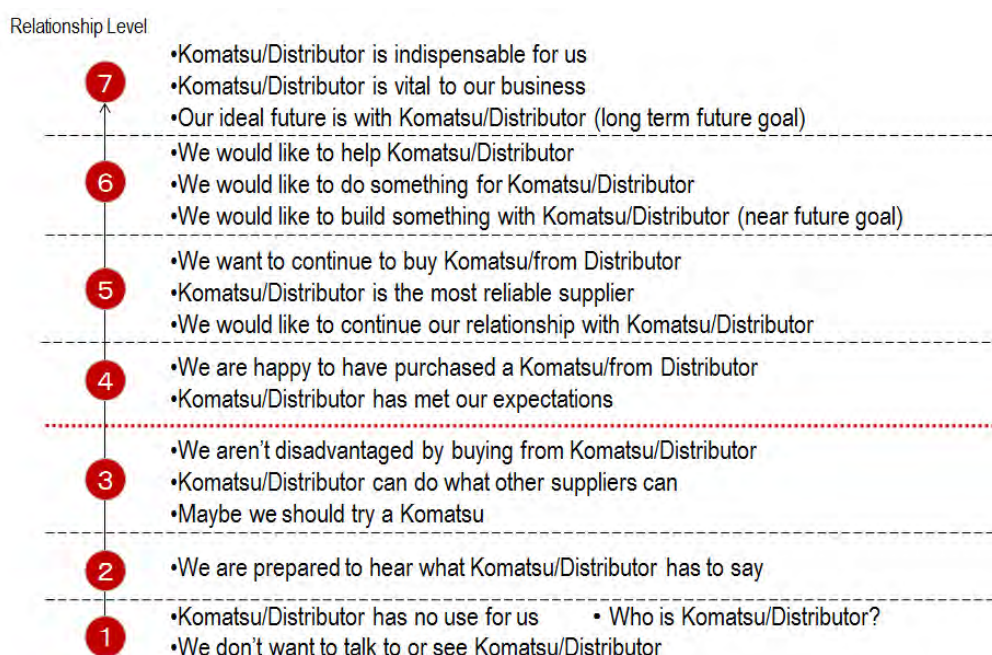 Relationship Level
7
•Komatsu/Distributor is indispensable for us
•Komatsu/Distributor is vital to our business
•Our ideal future is with Komatsu/Distributor (long term future goal)
6
•We would like to help Komatsu/Distributor
•We would like to do something for Komatsu/Distributor
•We would like to build something with Komatsu/Distributor (near future goal)
5
•We want to continue to buy Komatsu/from Distributor
•Komatsu/Distributor is the most reliable supplier
•We would like to continue our relationship with Komatsu/Distributor
4
•We are happy to have purchased a Komatsu/from Distributor
•Komatsu/Distributor has met our expectations
3
•We aren't disadvantaged by buying from Komatsu/Distributor
•Komatsu/Distributor can do what other suppliers can
•Maybe we should try a Komatsu
2
•We are prepared to hear what Komatsu/Distributor has to say
1
•Komatsu/Distributor has no use for us • Who is Komatsu/Distributor?
•We don't want to talk to or see Komatsu/Distributor